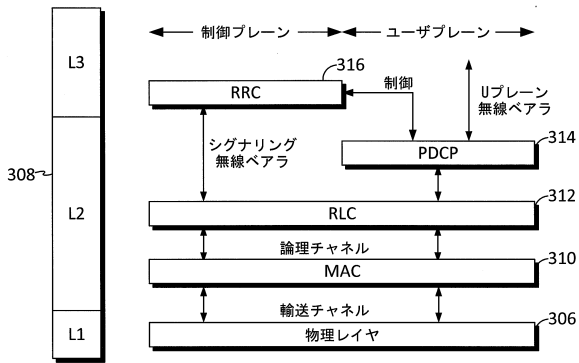 制御プレーン
ユーザプレーン
L3
L2
L1
308
316
RRC
制御
Uプレーン
無線ベアラ
シグナリング
無線ベアラ
314
PDCP
312
RLC
論理チャネル
310
MAC
輸送チャネル
306
物理レイヤ